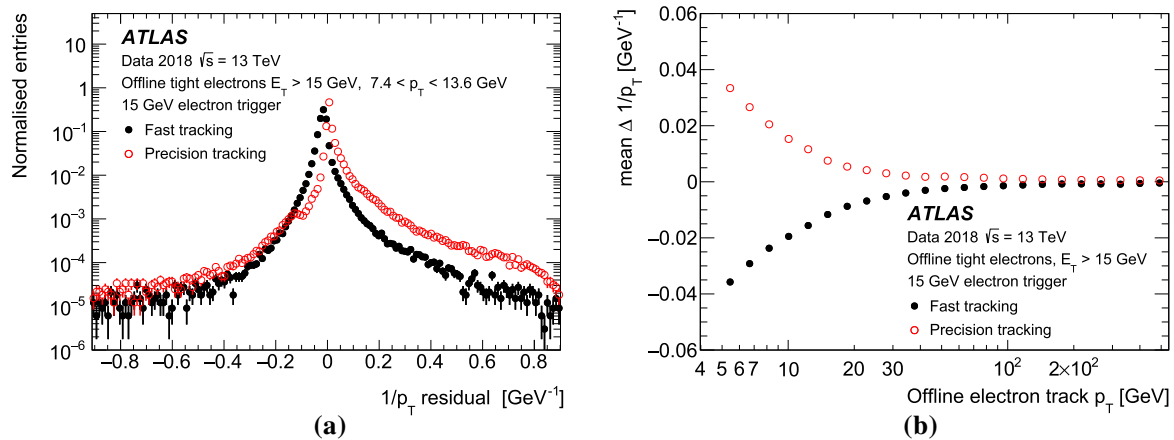 Normalised entries
10
1
10⁻¹
10⁻²
10⁻³
10⁻⁴
10⁻⁵
10⁻⁶
ATLAS
Data 2018 √s = 13 TeV
Offline tight electrons E_T > 15 GeV, 7.4 < p_T < 13.6 GeV
15 GeV electron trigger
Fast tracking
Precision tracking
−0.8 −0.6 −0.4 −0.2 0 0.2 0.4 0.6 0.8
1/p_T residual [GeV⁻¹]
(a)
mean Δ 1/p_T [GeV⁻¹]
0.06
0.04
0.02
0
−0.02
−0.04
−0.06
ATLAS
Data 2018 √s = 13 TeV
Offline tight electrons, E_T > 15 GeV
15 GeV electron trigger
Fast tracking
Precision tracking
4 5 6 7 10 20 30 10² 2×10²
Offline electron track p_T [GeV]
(b)